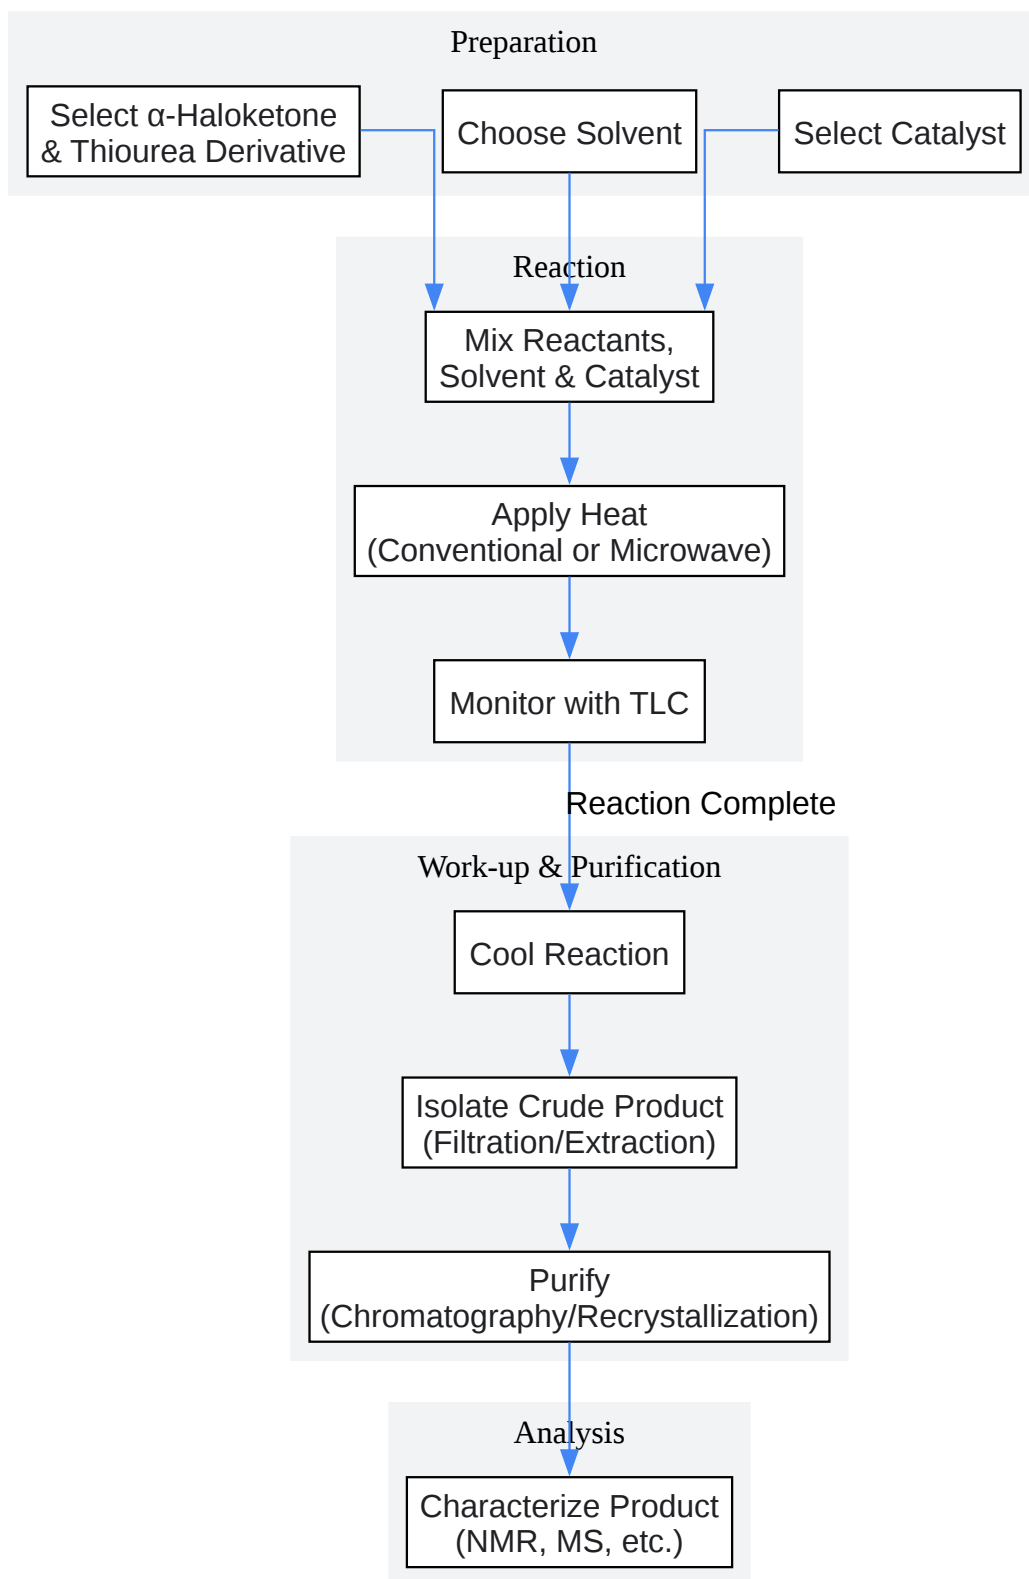 Preparation
Select α-Haloketone
& Thiourea Derivative
Choose Solvent
Select Catalyst
Reaction
Mix Reactants,
Solvent & Catalyst
Apply Heat
(Conventional or Microwave)
Monitor with TLC
Reaction Complete
Work-up & Purification
Cool Reaction
Isolate Crude Product
(Filtration/Extraction)
Purify
(Chromatography/Recrystallization)
Analysis
Characterize Product
(NMR, MS, etc.)